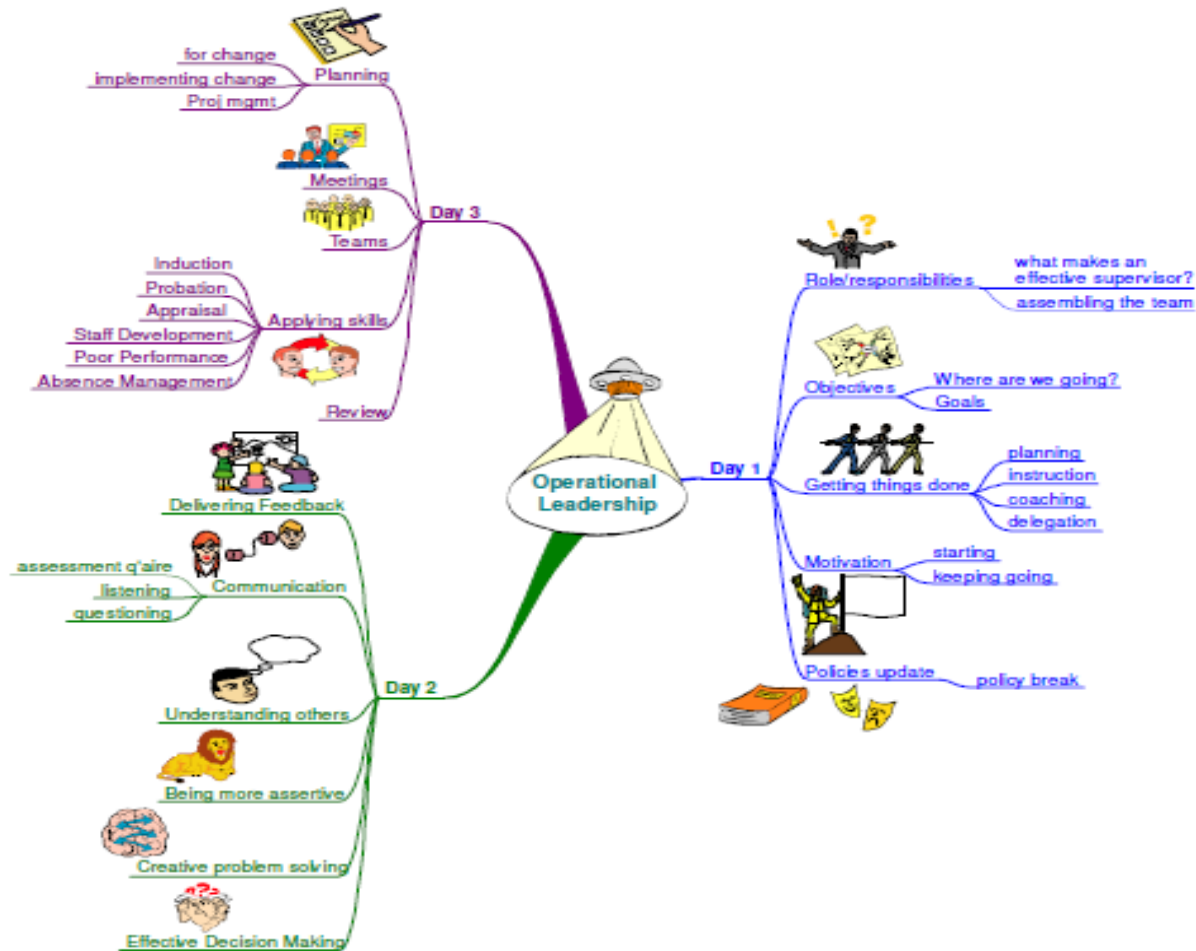 Operational
Leadership
Day 1
Role/responsibilities
what makes an
effective supervisor?
assembling the team
Objectives
Where are we going?
Goals
Getting things done
planning
instruction
coaching
delegation
Motivation
starting
keeping going
Policies update
policy break
Day 2
Delivering Feedback
Communication
assessment q'aire
listening
questioning
Understanding others
Being more assertive
Creative problem solving
Effective Decision Making
Day 3
Planning
for change
implementing change
Proj mgmt
Meetings
Teams
Applying skills
Induction
Probation
Appraisal
Staff Development
Poor Performance
Absence Management
Review